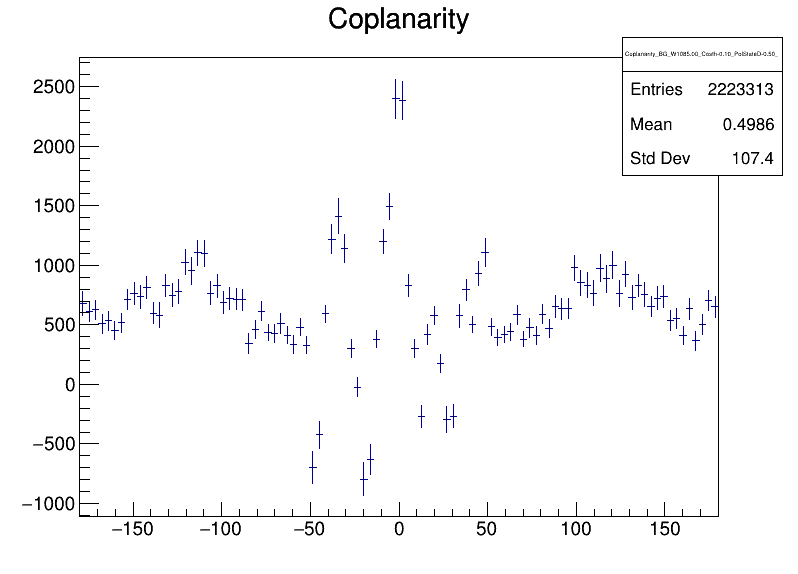 Coplanarity
Coplanarity_BG_W1085.00_Costh-0.10_PolStateD-0.50_
Entries 2223313
Mean 0.4986
Std Dev 107.4
2500
2000
1500
1000
500
0
−500
−1000
−150 −100 −50 0 50 100 150